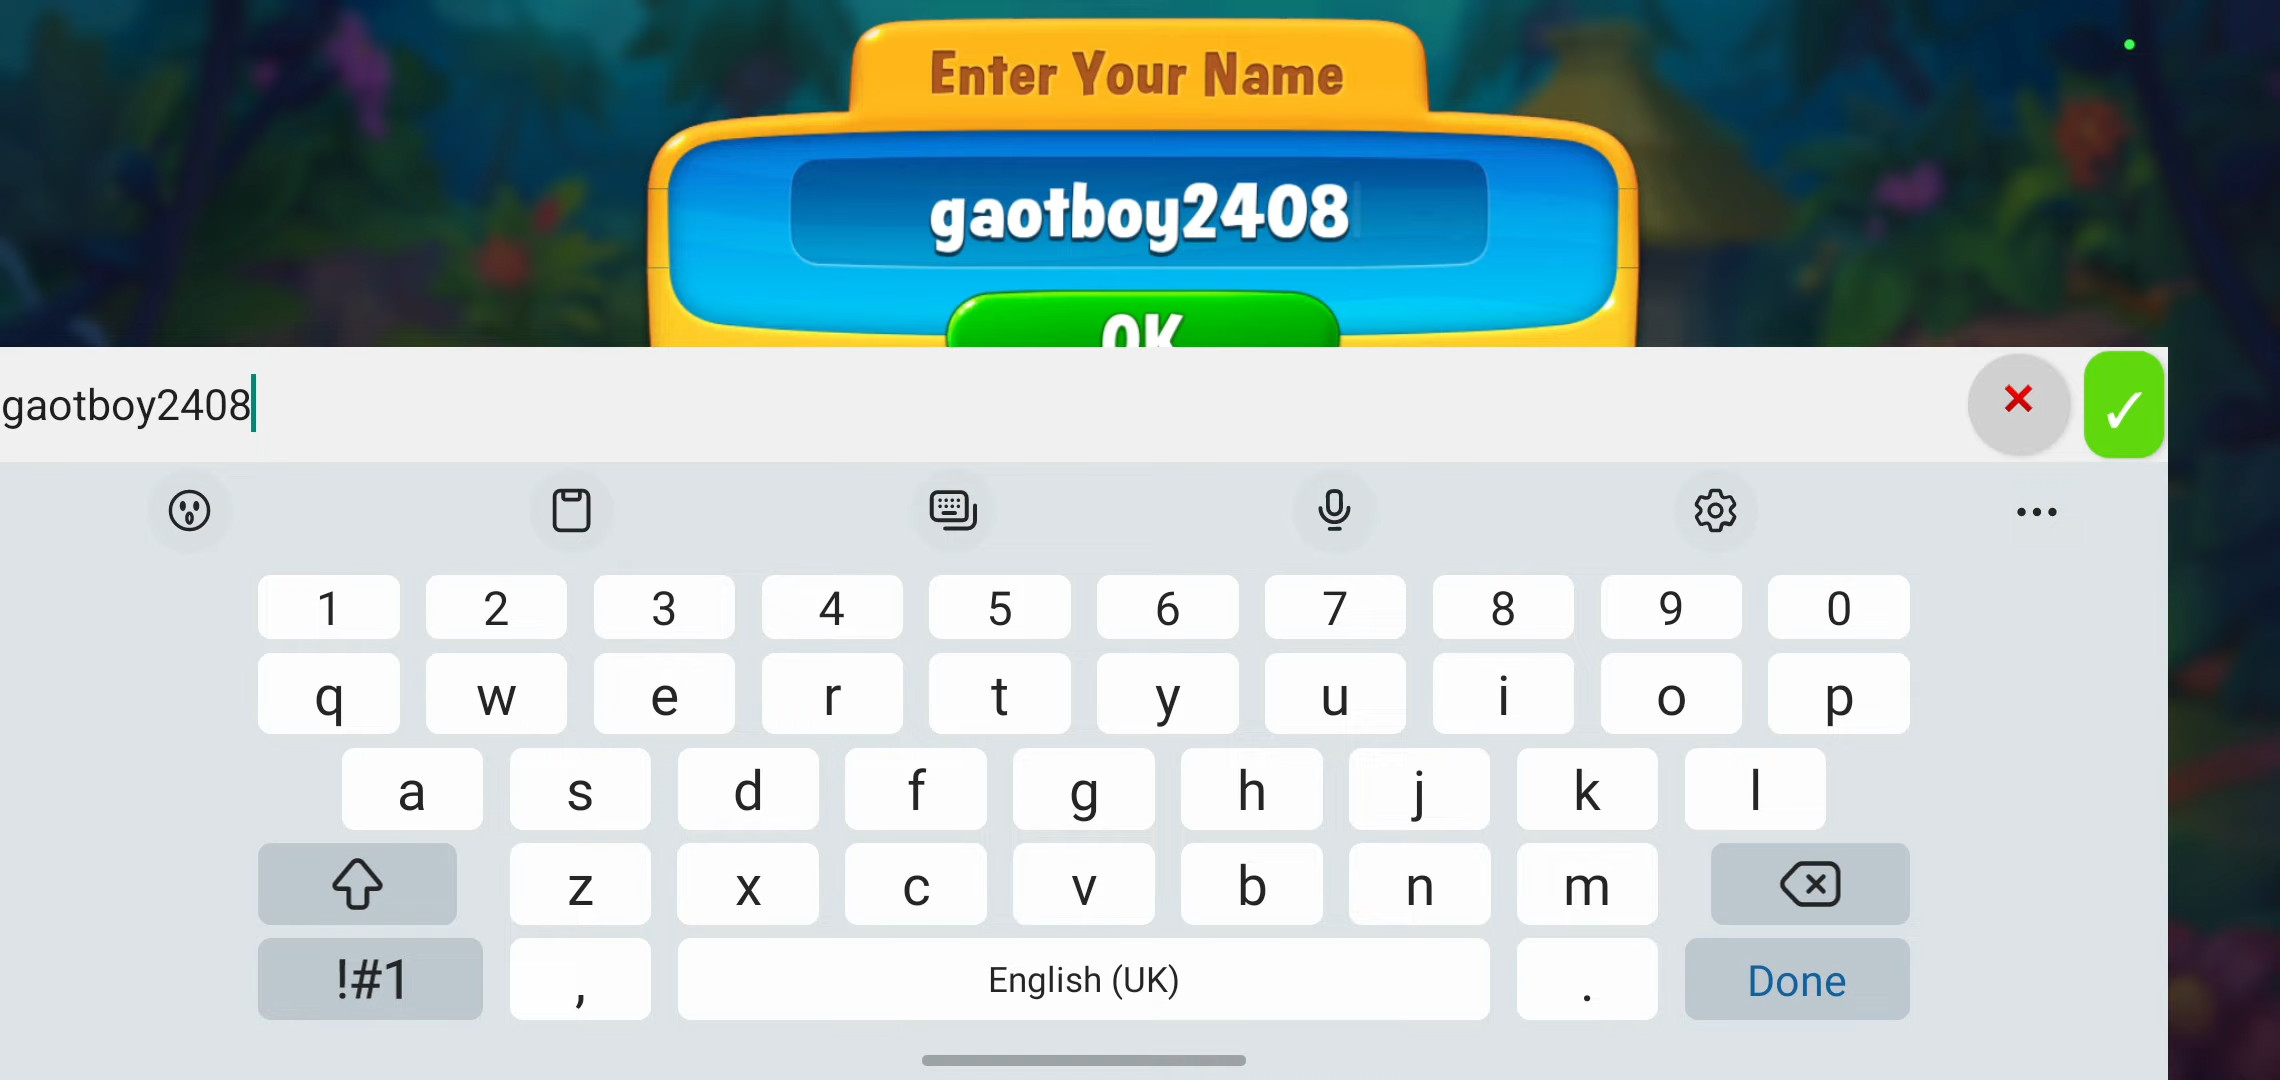 Enter Your Name
gaotboy2408
OK
gaotboy2408
1 2 3 4 5 6 7 8 9 0
q w e r t y u i o p
a s d f g h j k l
z x c v b n m
!#1 , English (UK) . Done